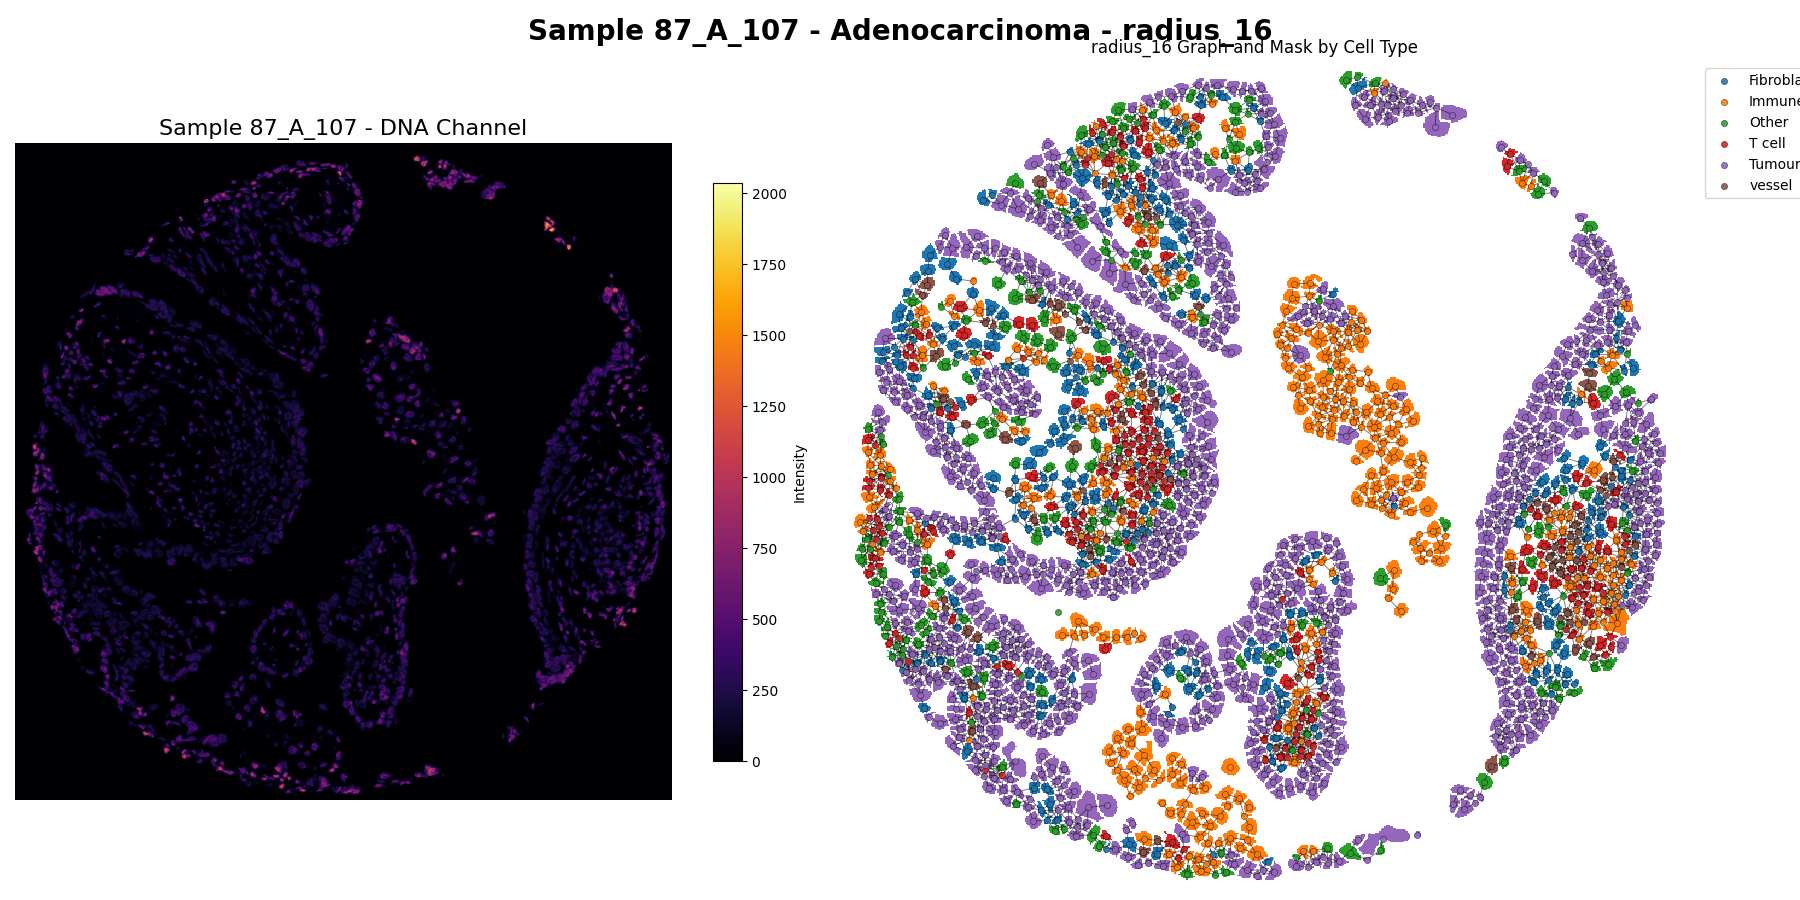 Sample 87_A_107 - Adenocarcinoma - radius_16
radius_16 Graph and Mask by Cell Type
Sample 87_A_107 - DNA Channel
2000
1750
1500
1250
1000
750
500
250
0
Intensity
Fibrobla
Immune
Other
T cell
Tumour
vessel